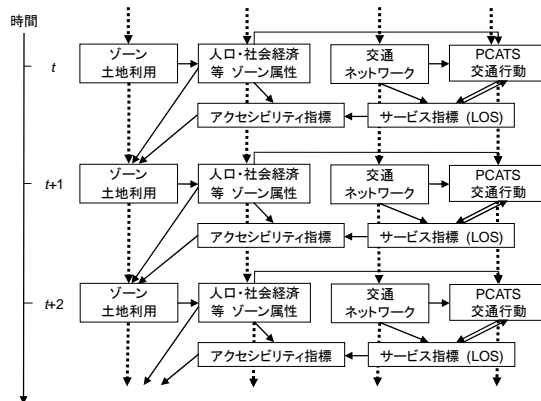 時間
t
ゾーン
土地利用
人口・社会経済
等 ゾーン属性
交通
ネットワーク
PCATS
交通行動
アクセシビリティ指標
サービス指標 (LOS)
t+1
ゾーン
土地利用
人口・社会経済
等 ゾーン属性
交通
ネットワーク
PCATS
交通行動
アクセシビリティ指標
サービス指標 (LOS)
t+2
ゾーン
土地利用
人口・社会経済
等 ゾーン属性
交通
ネットワーク
PCATS
交通行動
アクセシビリティ指標
サービス指標 (LOS)